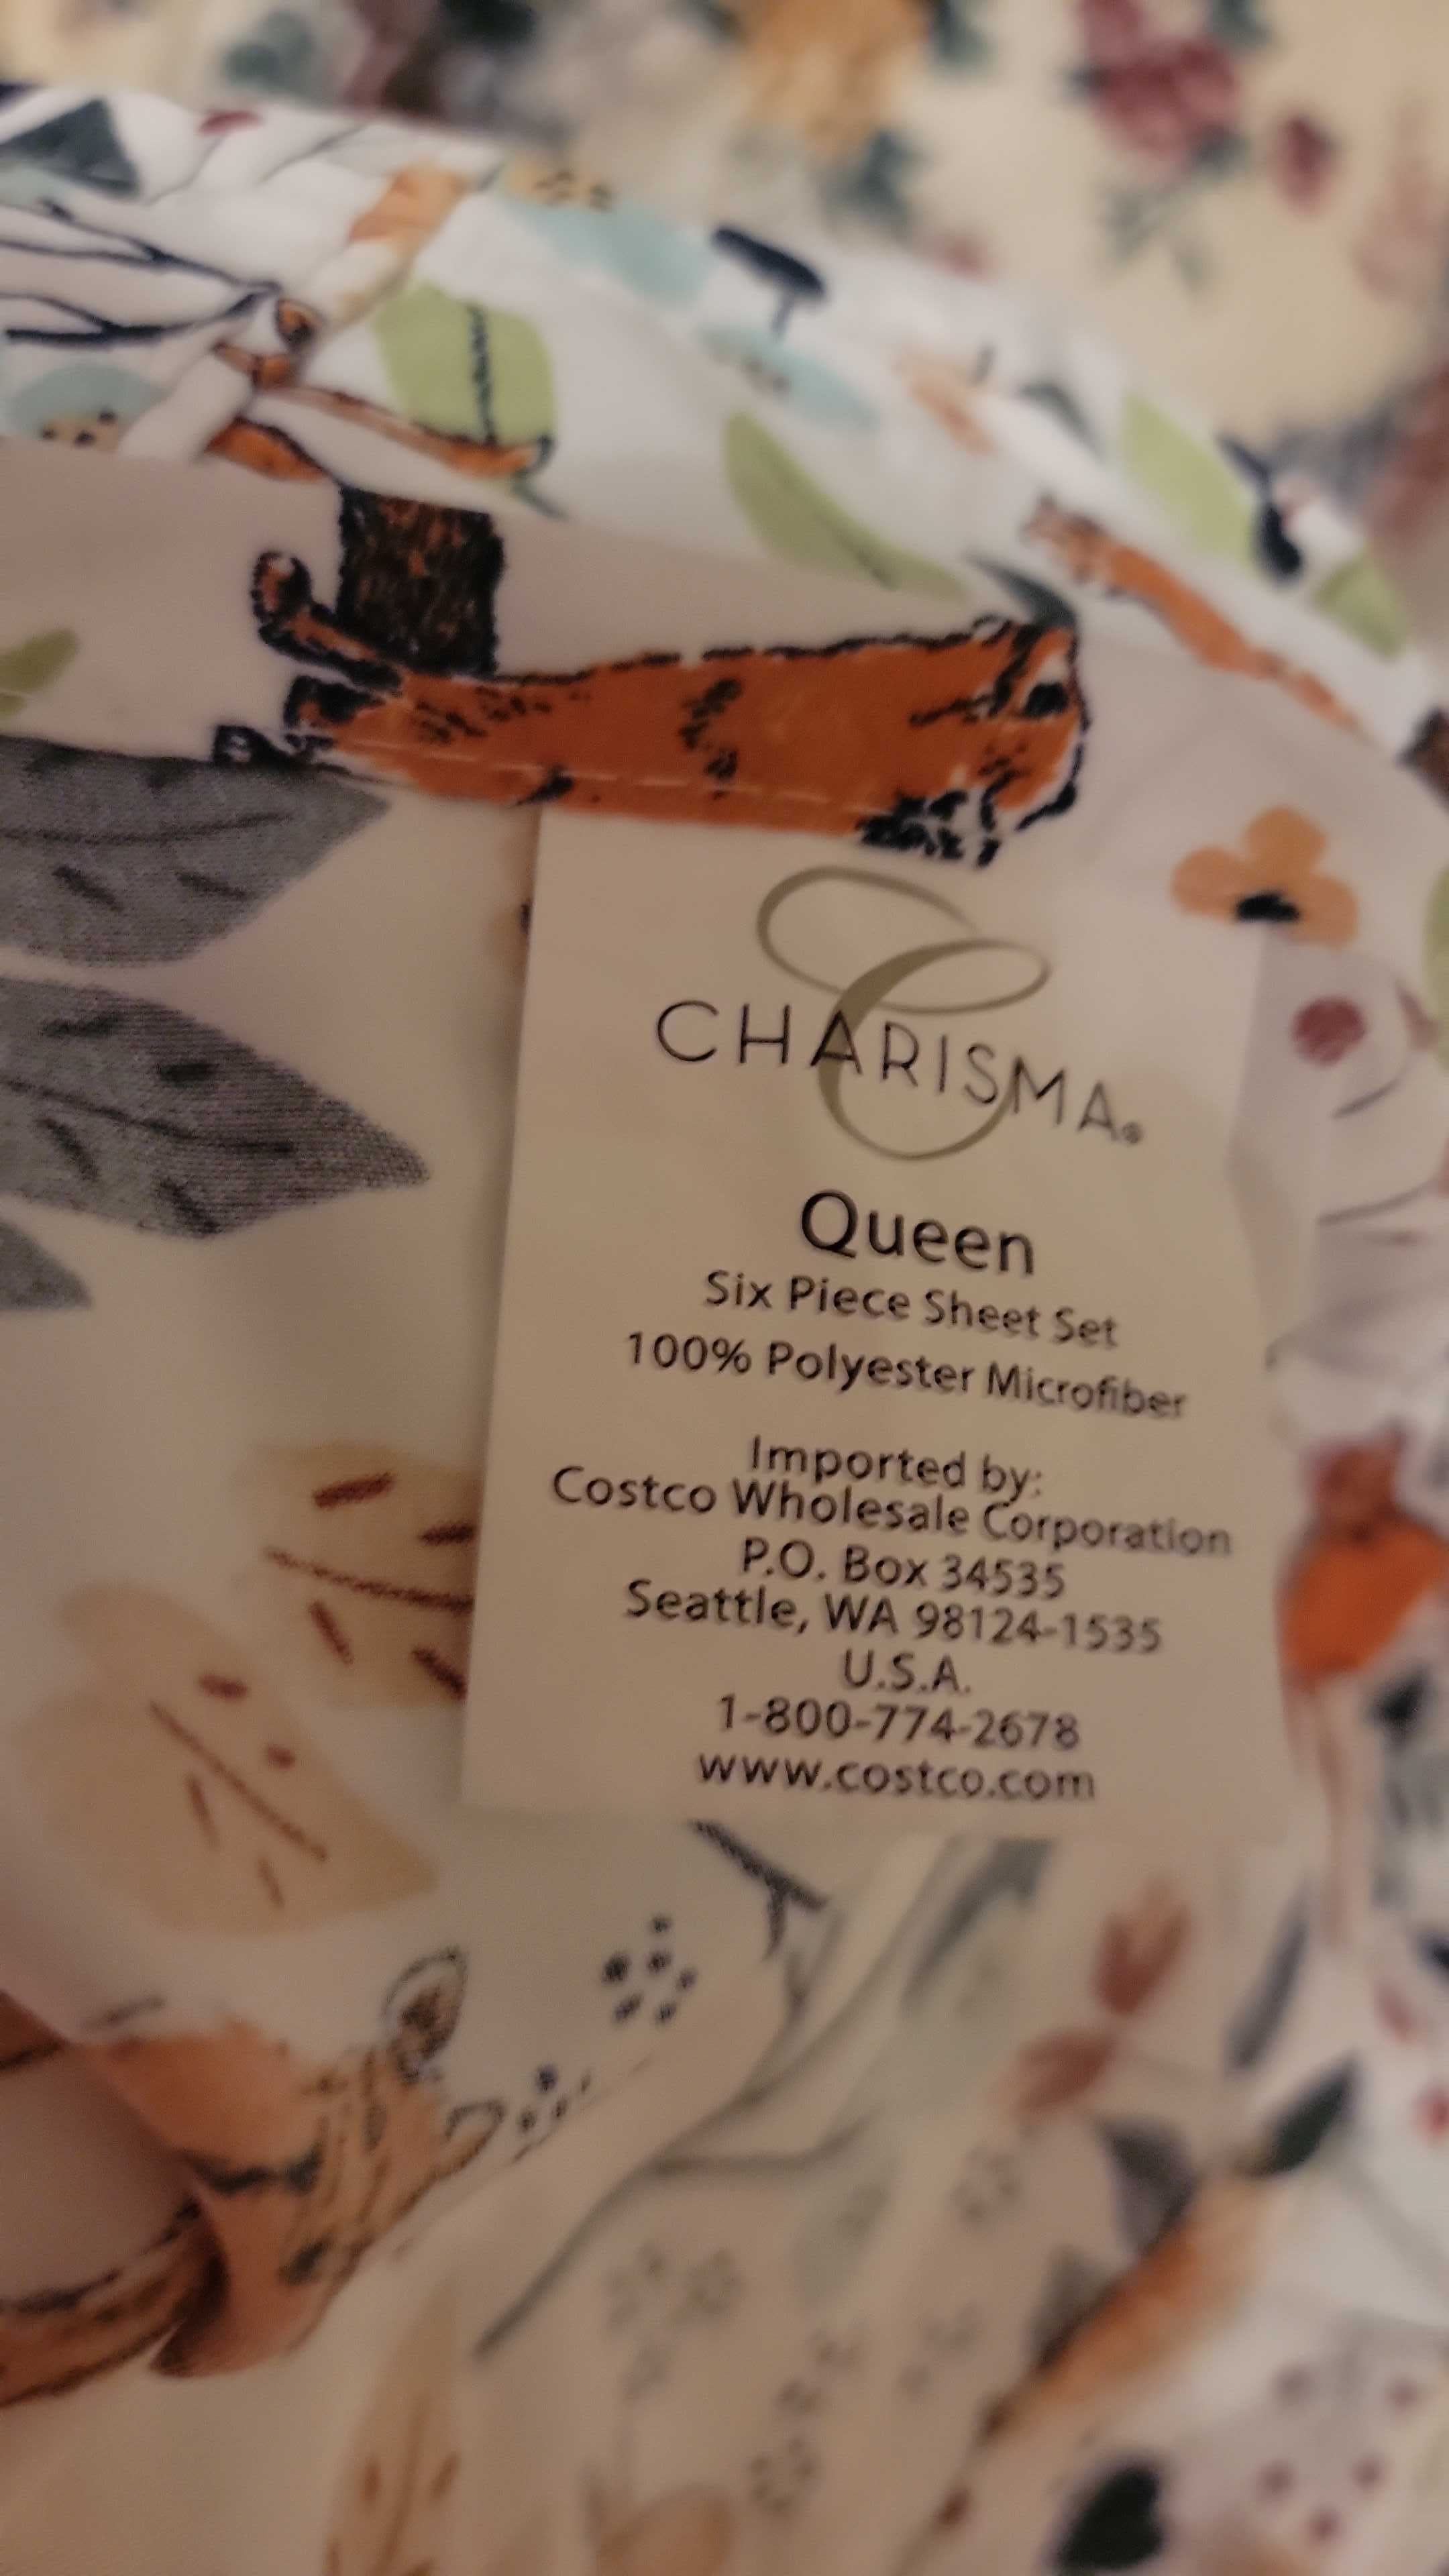 CHARISMA®
Queen
Six Piece Sheet Set
100% Polyester Microfiber
Imported by:
Costco Wholesale Corporation
P.O. Box 34535
Seattle, WA 98124-1535
U.S.A.
1-800-774-2678
www.costco.com